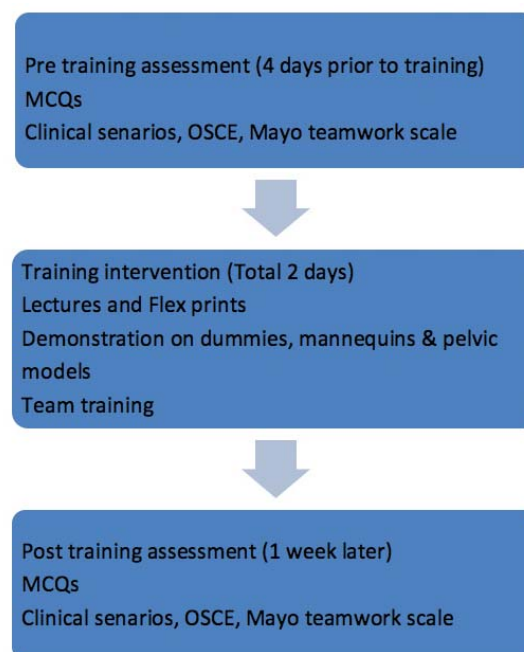 Pre training assessment (4 days prior to training)
MCQs
Clinical senarios, OSCE, Mayo teamwork scale
Training intervention (Total 2 days)
Lectures and Flex prints
Demonstration on dummies, mannequins & pelvic
models
Team training
Post training assessment (1 week later)
MCQs
Clinical senarios, OSCE, Mayo teamwork scale